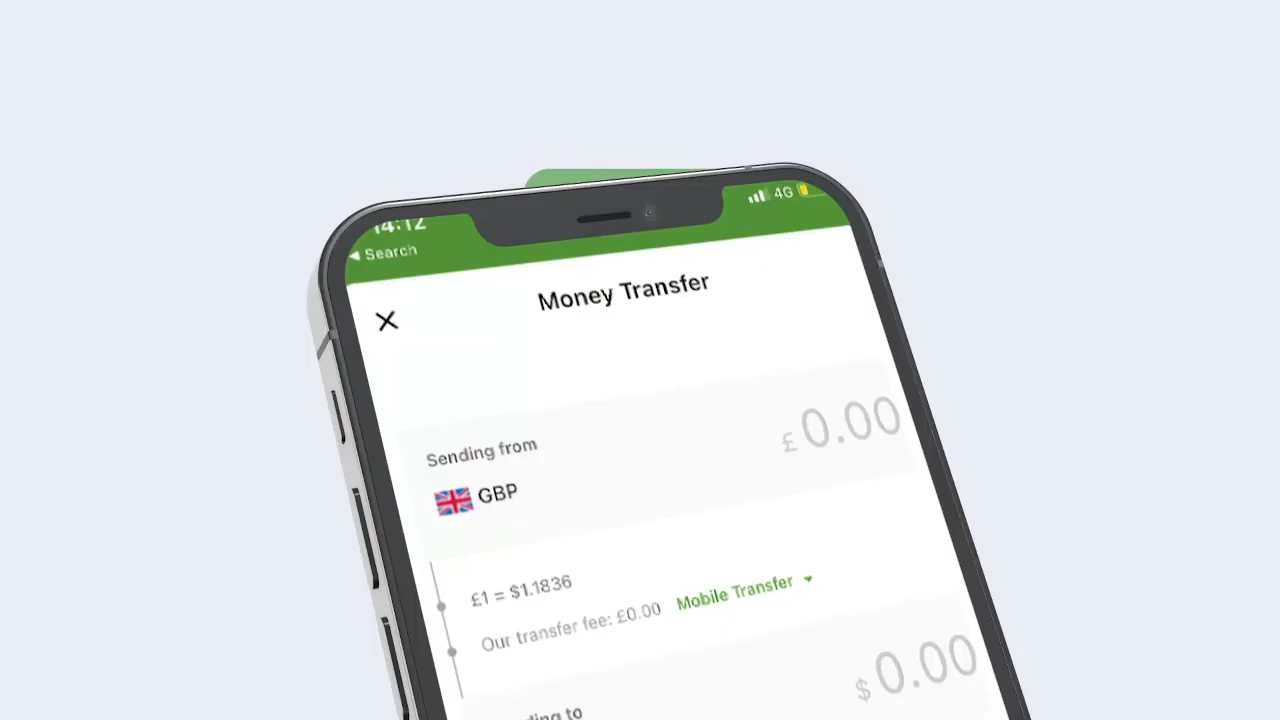 14:12
4G
Search
Money Transfer
£ 0.00
Sending from
GBP
£1 = $1.1836
Our transfer fee: £0.00 Mobile Transfer
$ 0.00
to